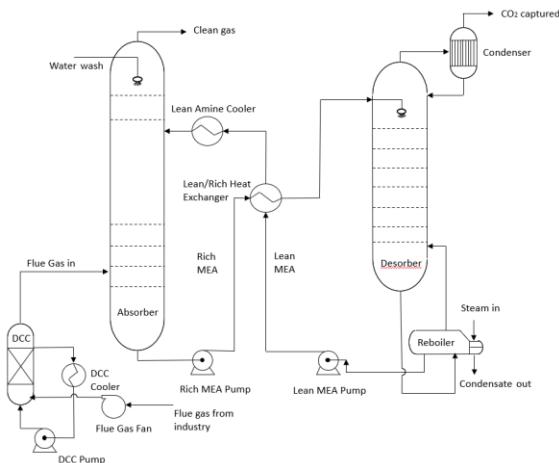 Clean gas
CO₂ captured
Water wash
Condenser
Lean Amine Cooler
Lean/Rich Heat
Exchanger
Flue Gas in
Rich
MEA
Lean
MEA
Desorber
Absorber
Steam in
DCC
Reboiler
DCC
Cooler
Rich MEA Pump
Lean MEA Pump
Condensate out
Flue Gas Fan
Flue gas from
industry
DCC Pump